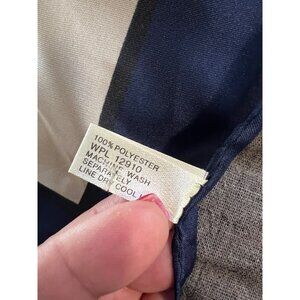 100% POLYESTER
WPL 12910
MACHINE WASH
SEPARATELY
LINE DRY COOL